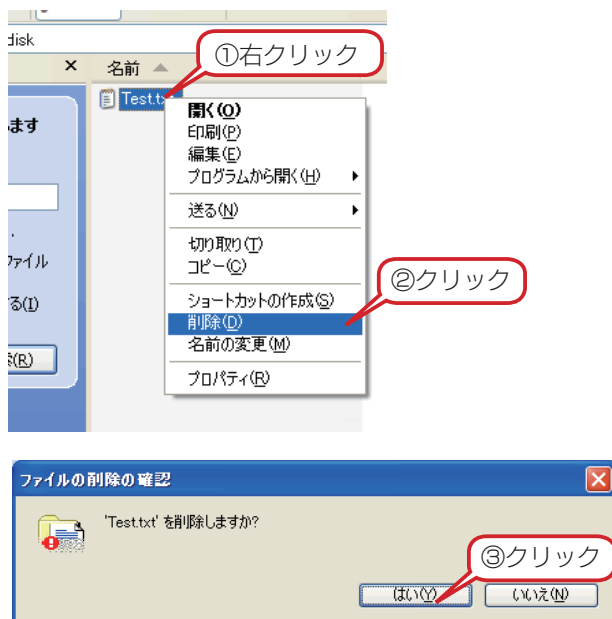 disk
①右クリック
×
名前
Test.txt
ます
開く(O)
印刷(P)
編集(E)
プログラムから開く(H)
送る(N)
ファイル
切り取り(T)
コピー(C)
②クリック
る(I)
ショートカットの作成(S)
削除(D)
名前の変更(M)
(R)
プロパティ(R)
ファイルの削除の確認
'Test.txt' を削除しますか?
③クリック
はい(Y)
いいえ(N)